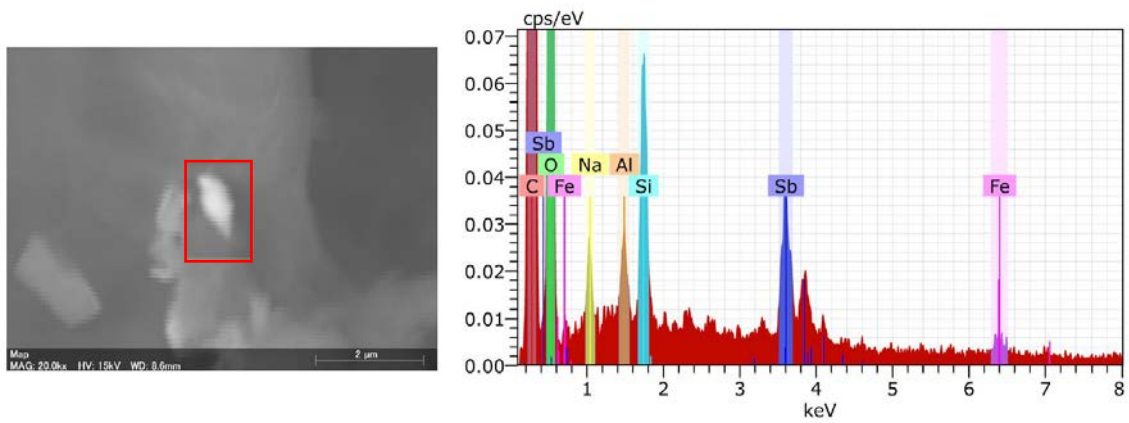 Map
MAG: 20.0kx HV: 15kV WD: 8.6mm
2 µm
cps/eV
0.07
0.06
0.05
0.04
0.03
0.02
0.01
0.00
Sb
O Na Al
C Fe Si Sb Fe
1 2 3 4 5 6 7 8
keV